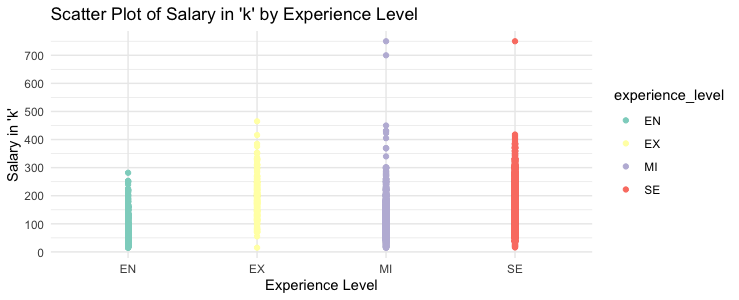 Scatter Plot of Salary in 'k' by Experience Level
700
600
500
400
300
200
100
0
Salary in 'k'
EN
EX
MI
SE
Experience Level
experience_level
EN
EX
MI
SE